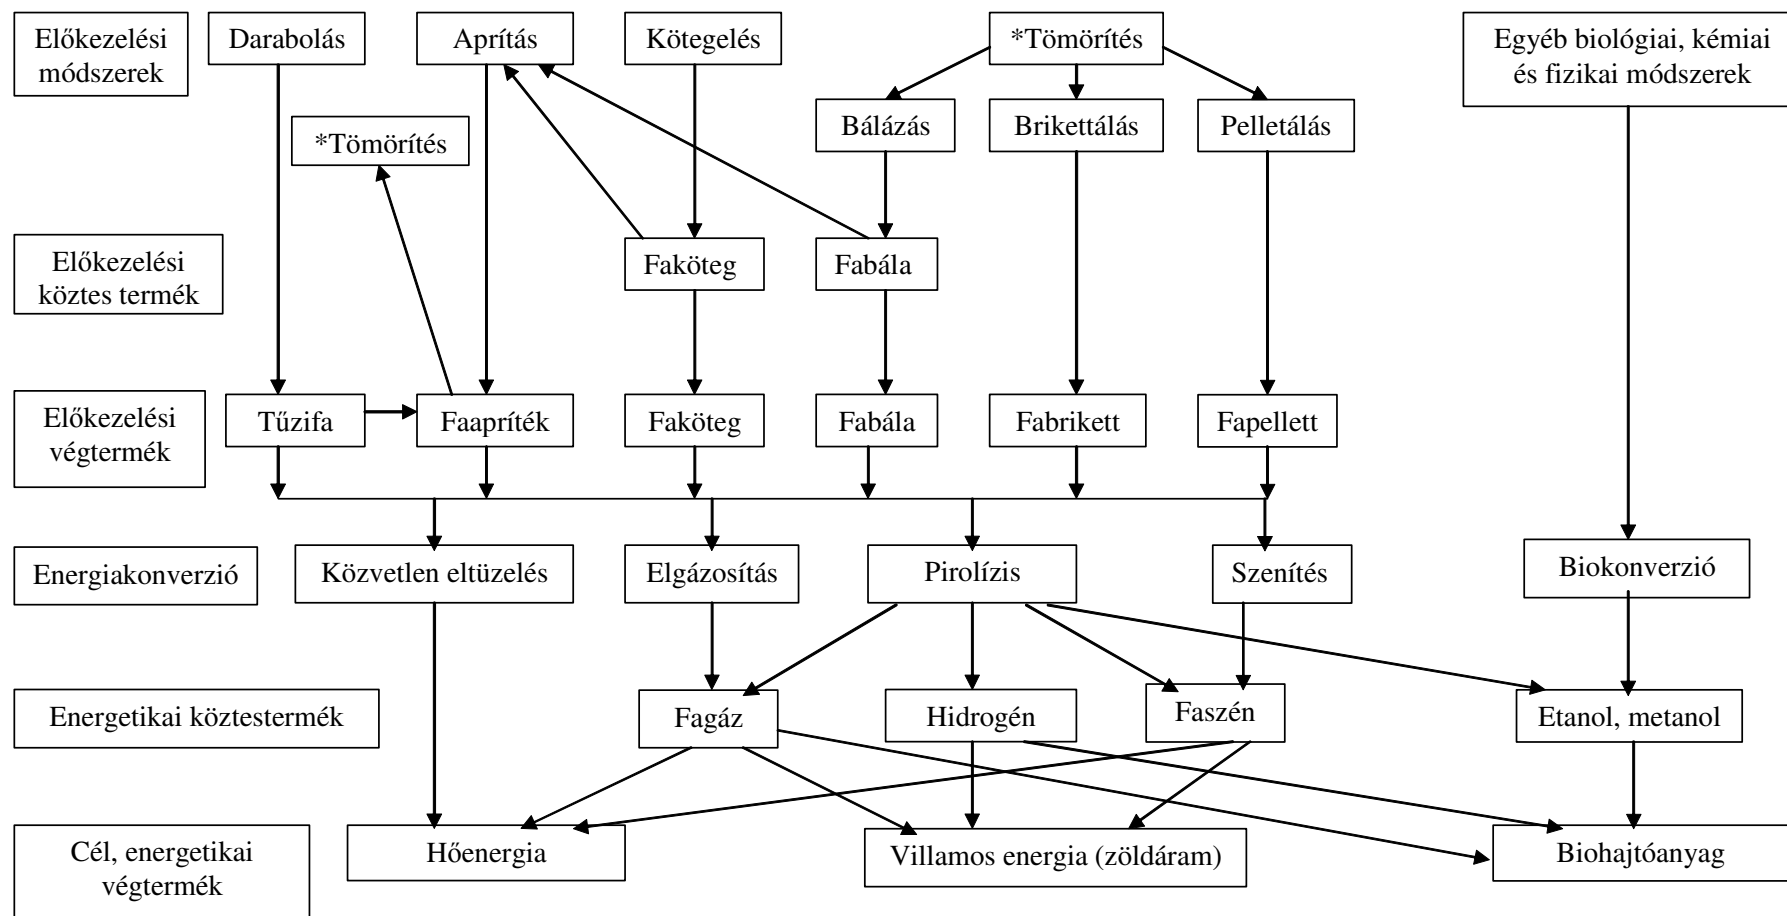 Előkezelési
módszerek
Darabolás
Aprítás
Kötegelés
*Tömörítés
Egyéb biológiai, kémiai
és fizikai módszerek
*Tömörítés
Bálázás
Brikettálás
Pelletálás
Előkezelési
köztes termék
Faköteg
Fabála
Előkezelési
végtermék
Tűzifa
Faapríték
Faköteg
Fabála
Fabrikett
Fapellett
Energiakonverzió
Közvetlen eltüzelés
Elgázosítás
Pirolízis
Szenítés
Biokonverzió
Energetikai köztestermék
Fagáz
Hidrogén
Faszén
Etanol, metanol
Cél, energetikai
végtermék
Hőenergia
Villamos energia (zöldáram)
Biohajtóanyag